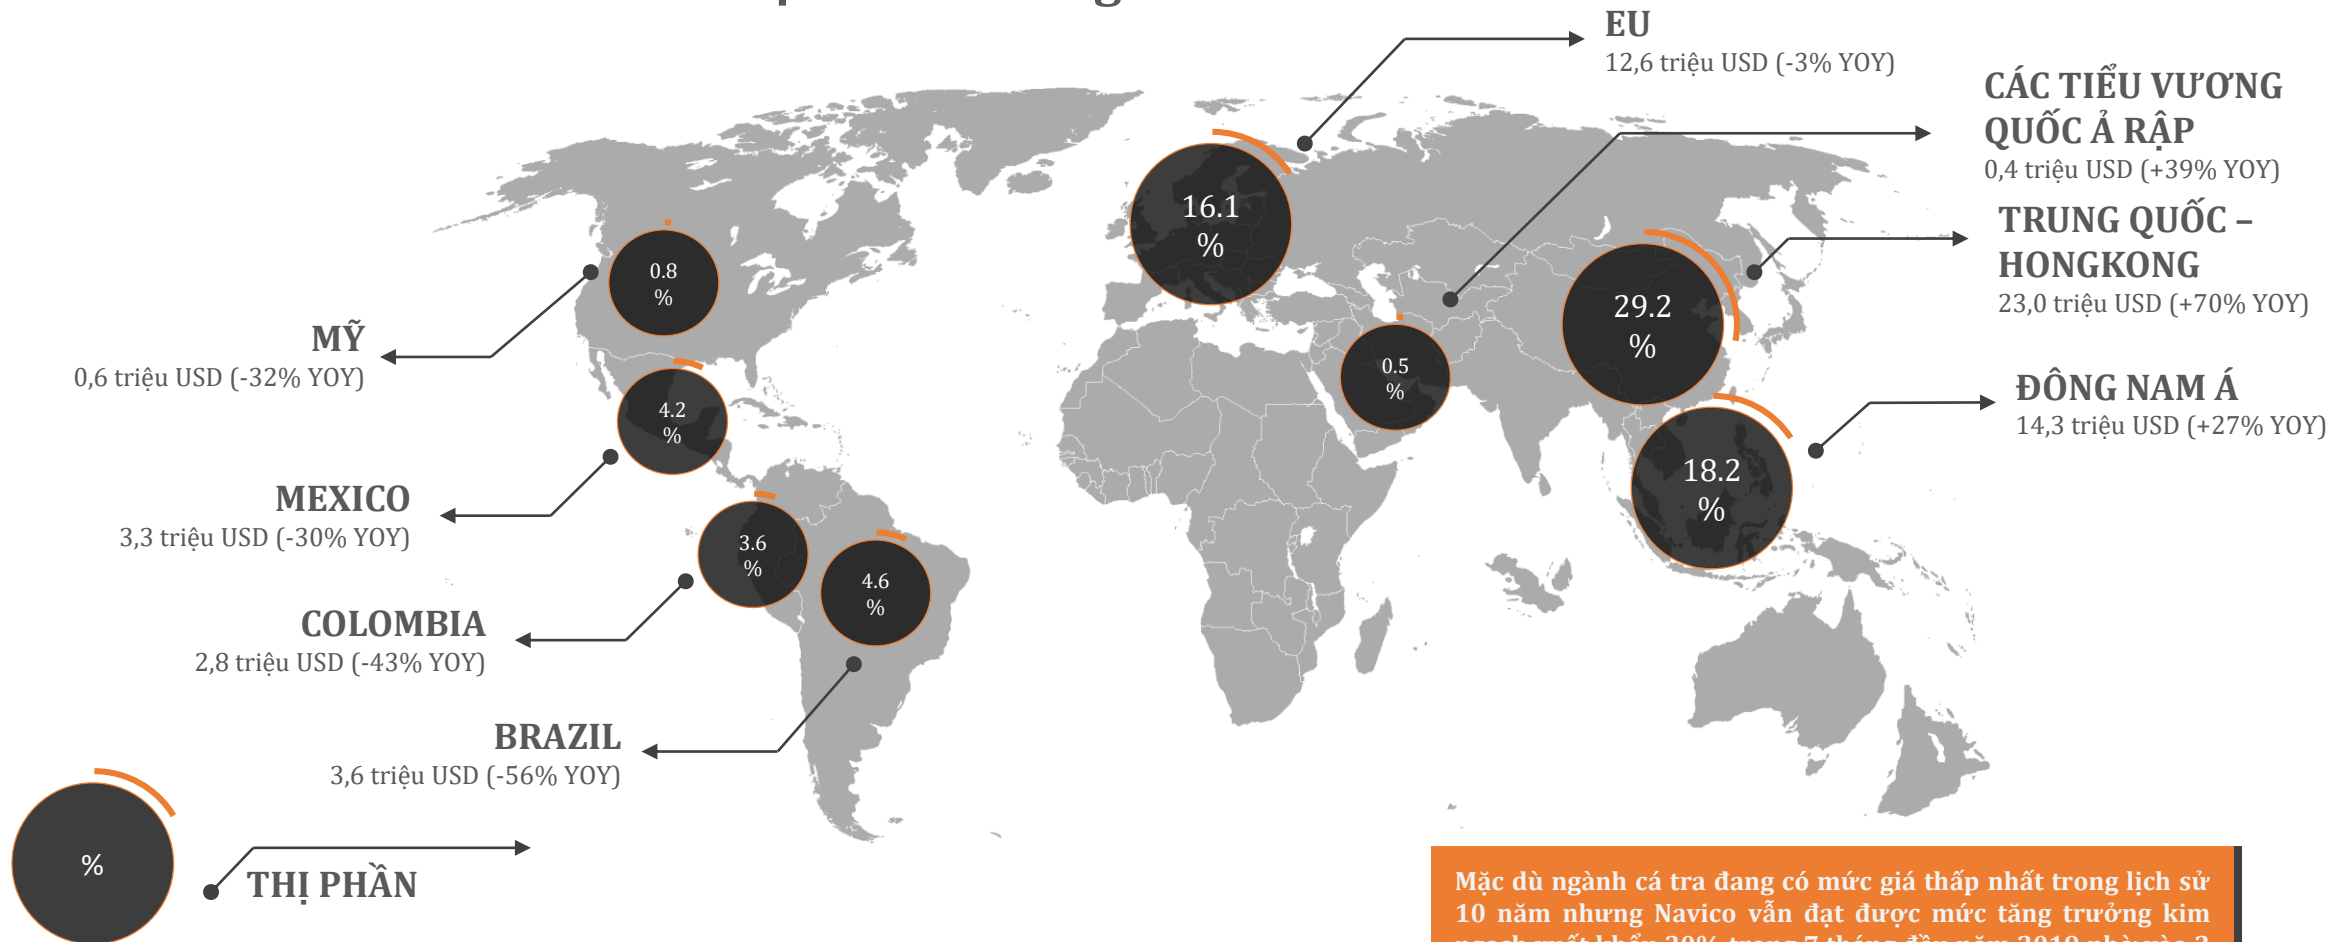 EU
12,6 triệu USD (-3% YOY)
CÁC TIỂU VƯƠNG
QUỐC Ả RẬP
0,4 triệu USD (+39% YOY)
TRUNG QUỐC –
HONGKONG
23,0 triệu USD (+70% YOY)
ĐÔNG NAM Á
14,3 triệu USD (+27% YOY)
16.1
%
29.2
%
0.5
%
18.2
%
0.8
%
4.2
%
3.6
%
4.6
%
MỸ
0,6 triệu USD (-32% YOY)
MEXICO
3,3 triệu USD (-30% YOY)
COLOMBIA
2,8 triệu USD (-43% YOY)
BRAZIL
3,6 triệu USD (-56% YOY)
%
THỊ PHẦN
Mặc dù ngành cá tra đang có mức giá thấp nhất trong lịch sử
10 năm nhưng Navico vẫn đạt được mức tăng trưởng kim